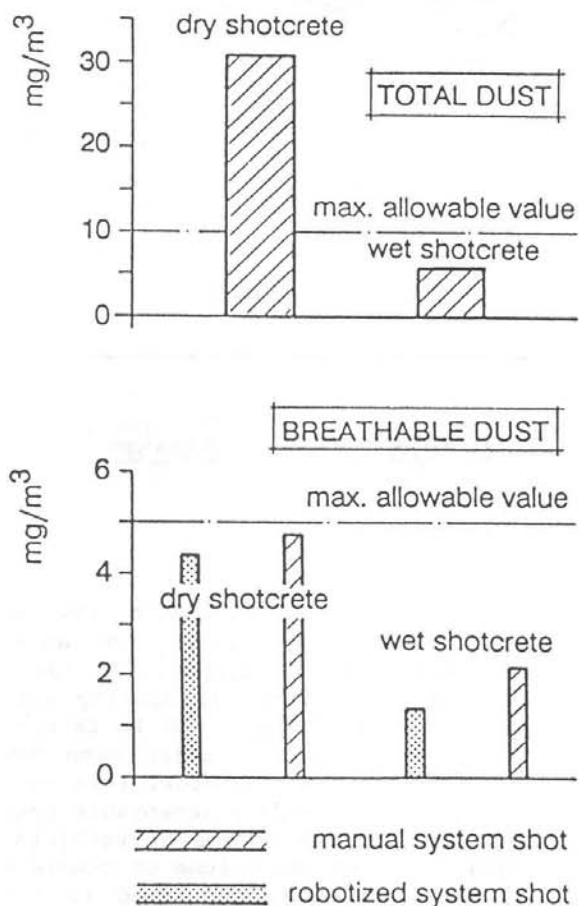 mg/m³
dry shotcrete
30
TOTAL DUST
20
max. allowable value
10
wet shotcrete
0
BREATHABLE DUST
mg/m³
6
max. allowable value
4
dry shotcrete
wet shotcrete
2
0
manual system shot
robotized system shot